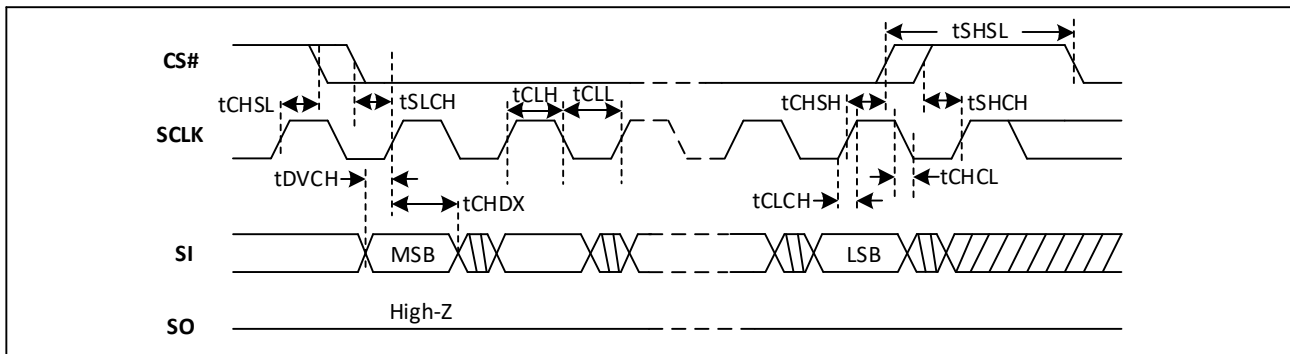 tSHSL
CS#
tCHSL
tSLCH
tCLH
tCLL
tCHSH
tSHCH
SCLK
tDVCH
tCHDX
tCLCH
tCHCL
SI
MSB
LSB
High-Z
SO